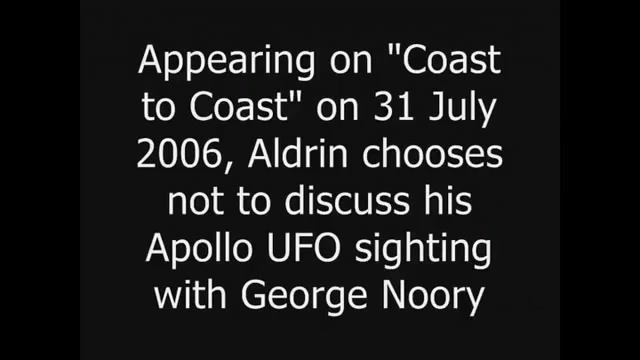 Appearing on "Coast
to Coast" on 31 July
2006, Aldrin chooses
not to discuss his
Apollo UFO sighting
with George Noory